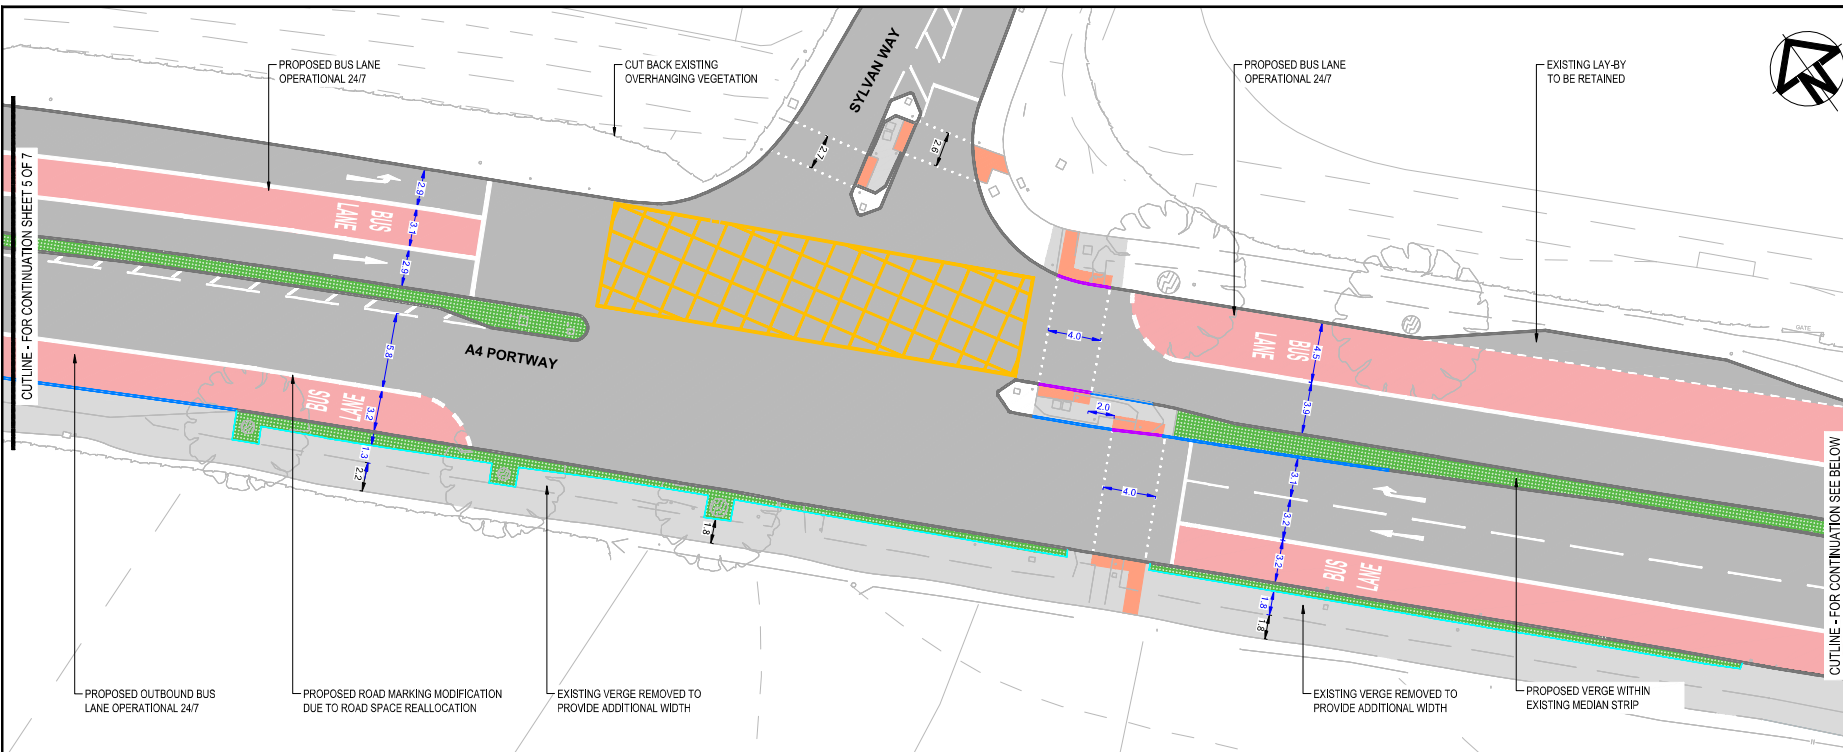 PROPOSED BUS LANE
OPERATIONAL 24/7
CUT BACK EXISTING
OVERHANGING VEGETATION
SYLVAN WAY
PROPOSED BUS LANE
OPERATIONAL 24/7
EXISTING LAY-BY
TO BE RETAINED
CUTLINE - FOR CONTINUATION SHEET 5 OF 7
2.7
2.6
2.9
3.1
2.9
BUS
LANE
5.8
A4 PORTWAY
BUS
LANE
3.2
1.3
2.2
1.8
4.0
2.0
4.0
BUS
LANE
4.5
3.9
GATE
3.1
3.2
3.2
BUS
LANE
1.8
1.8
CUTLINE - FOR CONTINUATION SEE BELOW
PROPOSED OUTBOUND BUS
LANE OPERATIONAL 24/7
PROPOSED ROAD MARKING MODIFICATION
DUE TO ROAD SPACE REALLOCATION
EXISTING VERGE REMOVED TO
PROVIDE ADDITIONAL WIDTH
EXISTING VERGE REMOVED TO
PROVIDE ADDITIONAL WIDTH
PROPOSED VERGE WITHIN
EXISTING MEDIAN STRIP